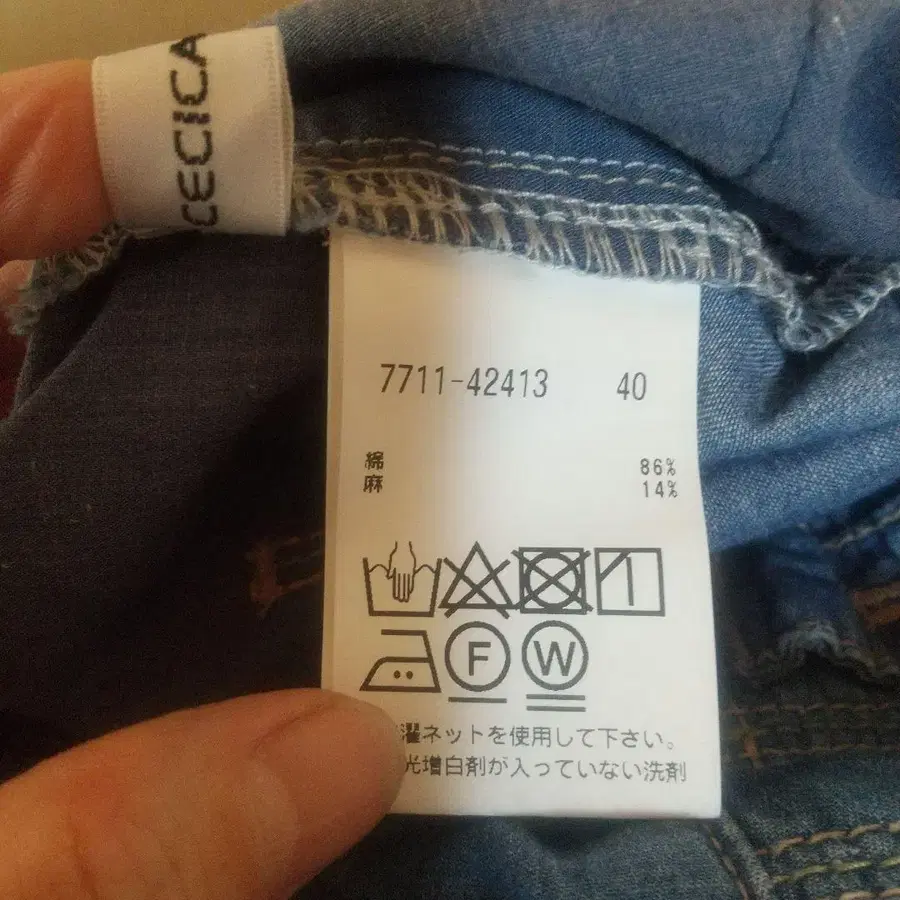 CECICA
7711-42413 40
綿 86%
麻 14%
F W
濯ネットを使用して下さい。
光増白剤が入っていない洗剤